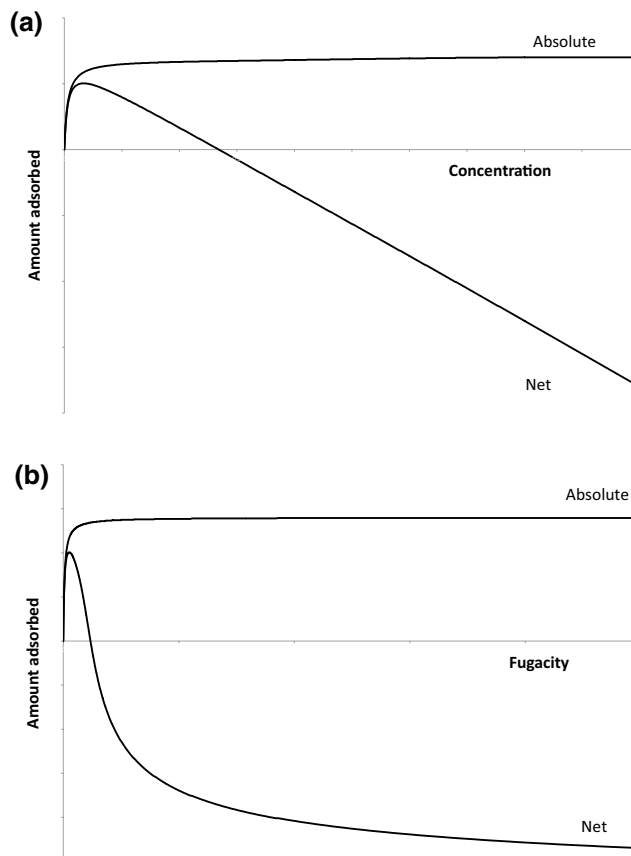 (a)
Absolute
Amount adsorbed
Concentration
Net
(b)
Absolute
Amount adsorbed
Fugacity
Net